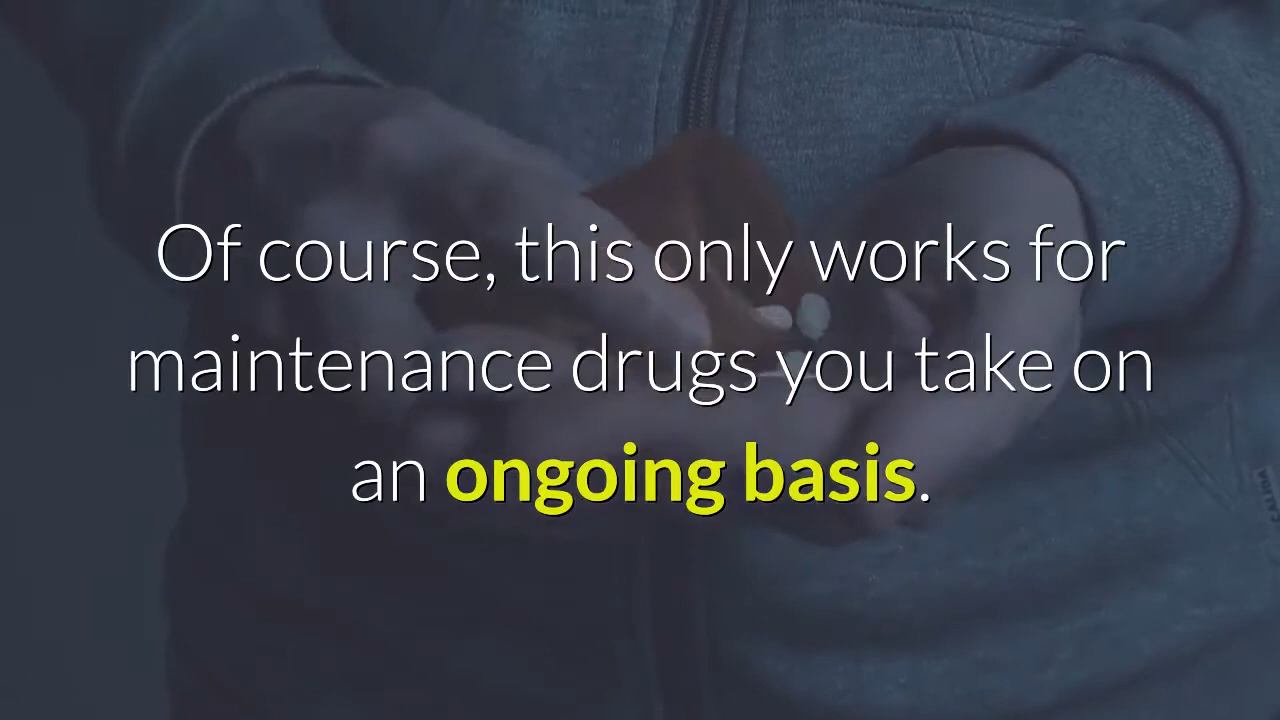 Of course, this only works for
maintenance drugs you take on
an ongoing basis.